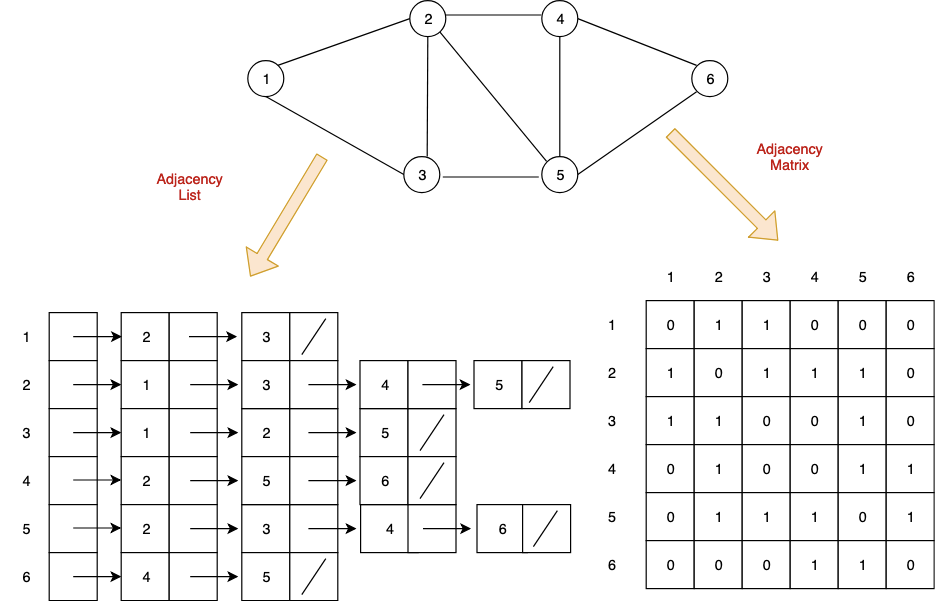 2
4
1
6
3
5
Adjacency
List
Adjacency
Matrix
1 2 3 4 5 6
1 2 3
2 1 3 4 5
3 1 2 5
4 2 5 6
5 2 3 4 6
6 4 5
1 0 1 1 0 0 0
2 1 0 1 1 1 0
3 1 1 0 0 1 0
4 0 1 0 0 1 1
5 0 1 1 1 0 1
6 0 0 0 1 1 0